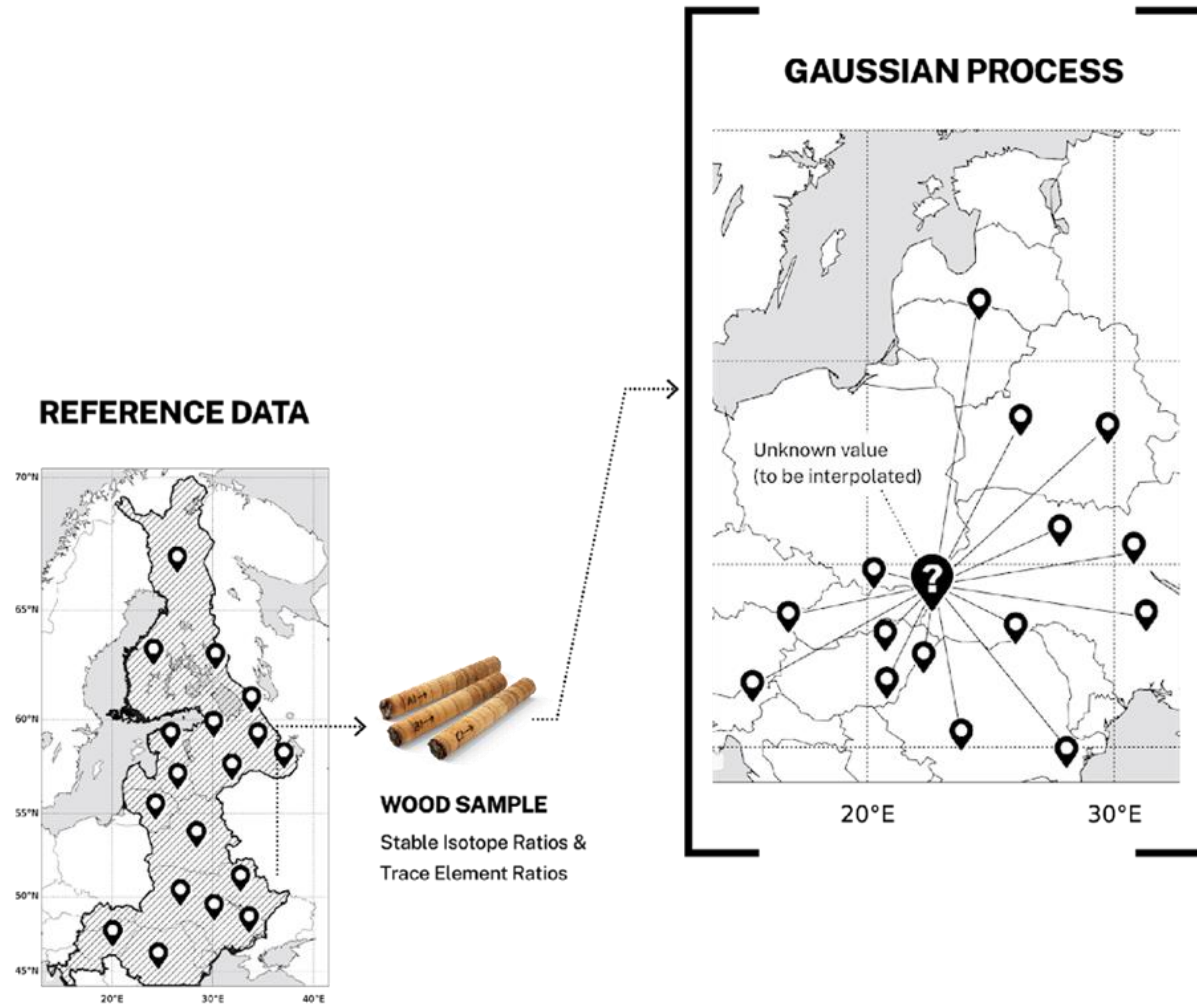 REFERENCE DATA
70°N
65°N
60°N
55°N
50°N
45°N
20°E
30°E
40°E
WOOD SAMPLE
Stable Isotope Ratios &
Trace Element Ratios
GAUSSIAN PROCESS
Unknown value
(to be interpolated)
?
20°E
30°E